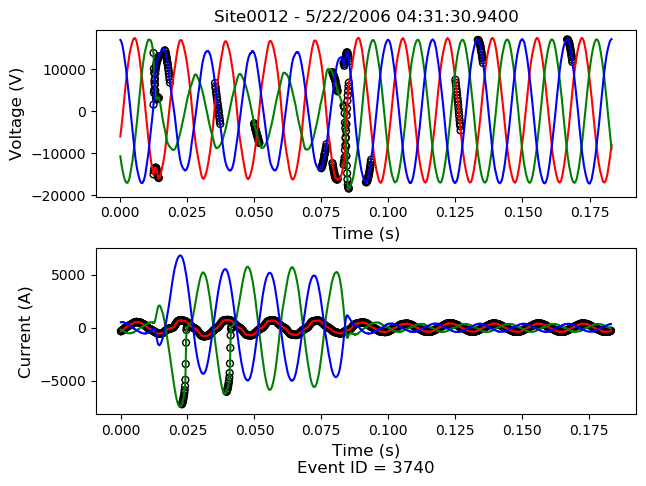 Site0012 - 5/22/2006 04:31:30.9400
Voltage (V)
10000
0
−10000
−20000
0.000 0.025 0.050 0.075 0.100 0.125 0.150 0.175
Time (s)
Current (A)
5000
0
−5000
0.000 0.025 0.050 0.075 0.100 0.125 0.150 0.175
Time (s)
Event ID = 3740